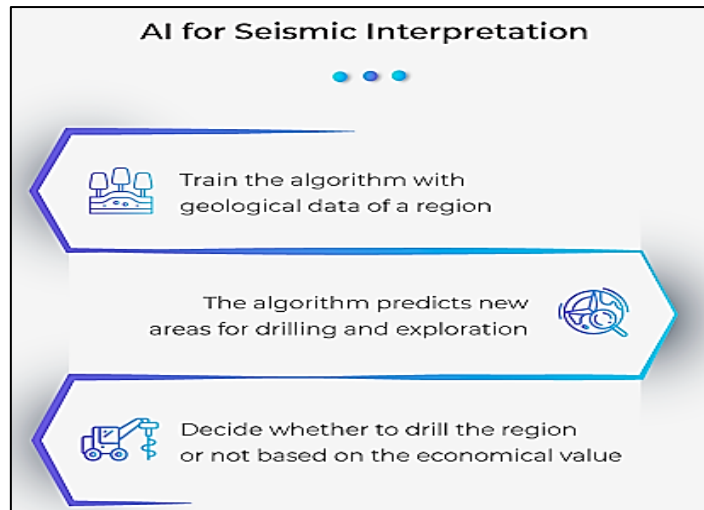 AI for Seismic Interpretation
Train the algorithm with
geological data of a region
The algorithm predicts new
areas for drilling and exploration
Decide whether to drill the region
or not based on the economical value